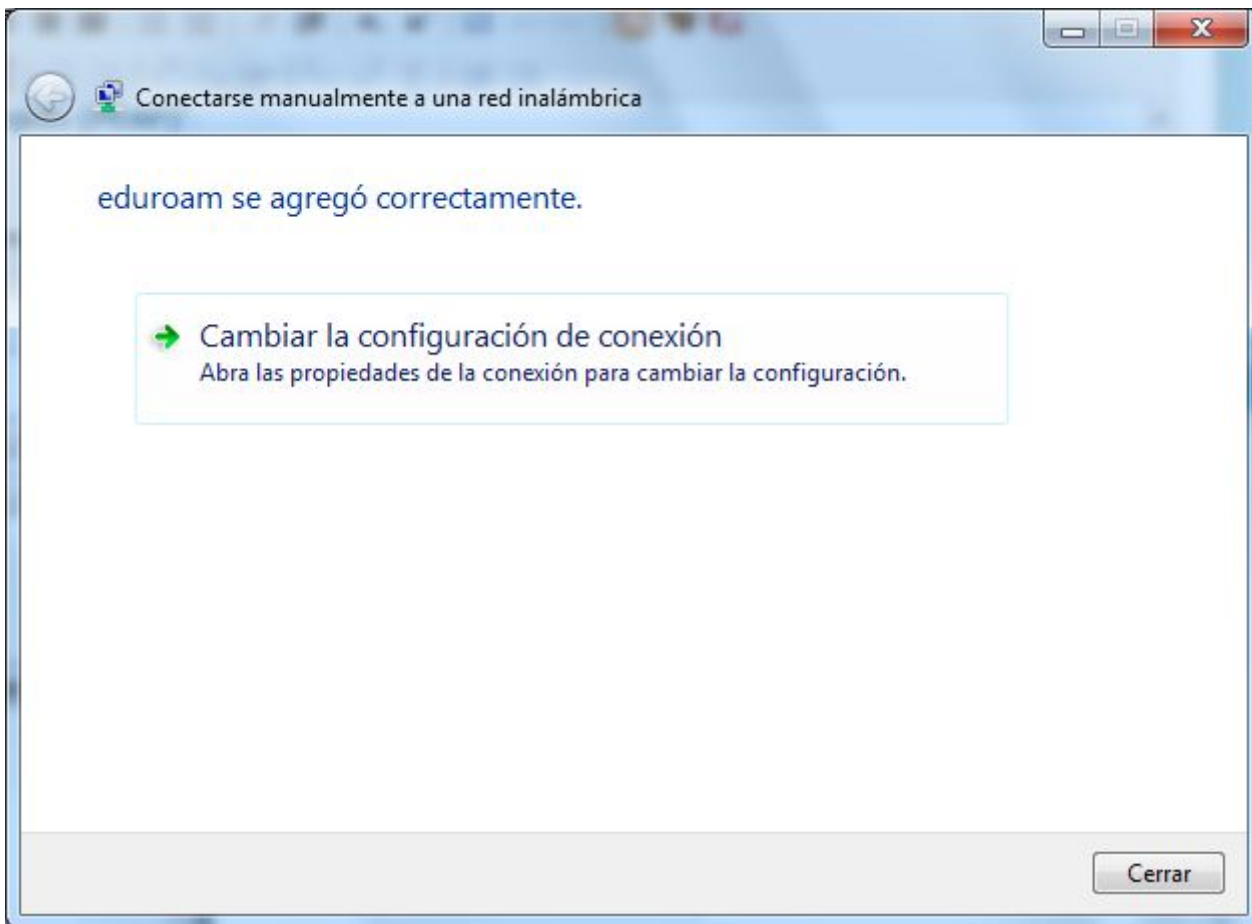 Conectarse manualmente a una red inalámbrica
eduroam se agregó correctamente.
Cambiar la configuración de conexión
Abra las propiedades de la conexión para cambiar la configuración.
Cerrar